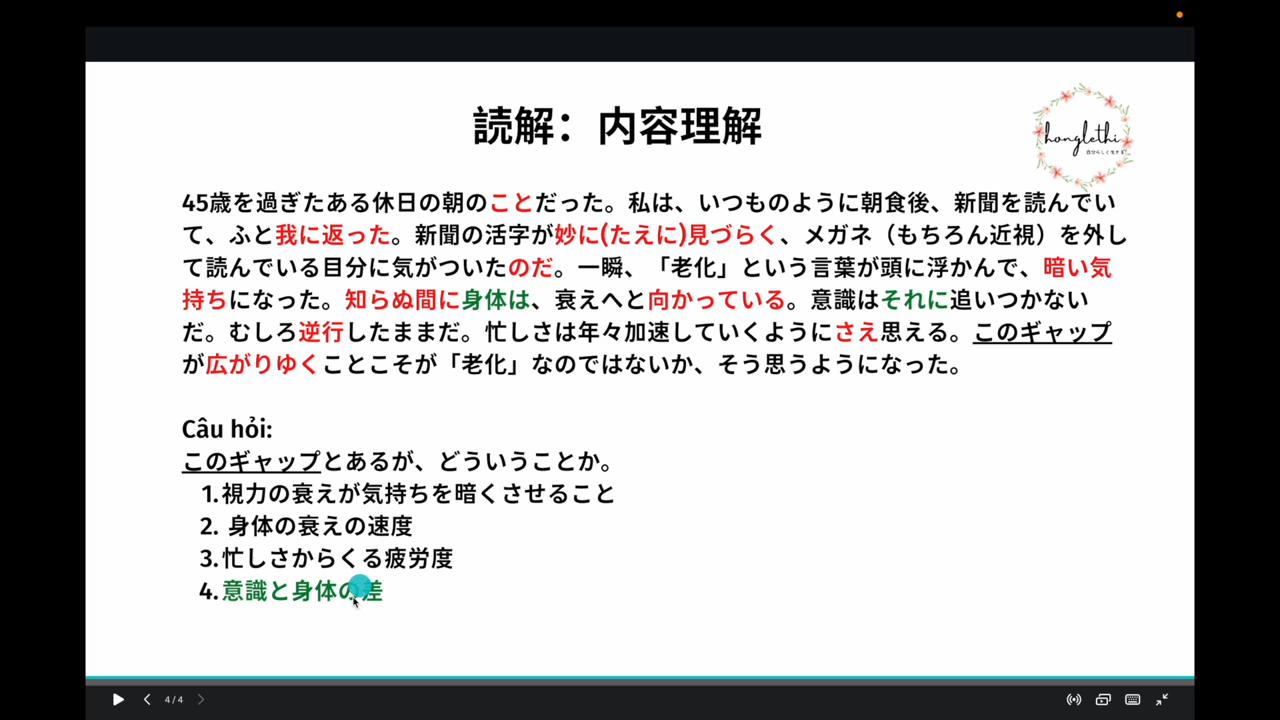 読解：内容理解
honglethi
自分らしく生きる
45歳を過ぎたある休日の朝のことだった。私は、いつものように朝食後、新聞を読んでい
て、ふと我に返った。新聞の活字が妙に(たえに)見づらく、メガネ（もちろん近視）を外し
て読んでいる目分に気がついたのだ。一瞬、「老化」という言葉が頭に浮かんで、暗い気
持ちになった。知らぬ間に身体は、衰えへと向かっている。意識はそれに追いつかない
だ。むしろ逆行したままだ。忙しさは年々加速していくようにさえ思える。このギャップ
が広がりゆくことこそが「老化」なのではないか、そう思うようになった。
Câu hỏi:
このギャップとあるが、どういうことか。
1.視力の衰えが気持ちを暗くさせること
2. 身体の衰えの速度
3.忙しさからくる疲労度
4.意識と身体の差
4/4